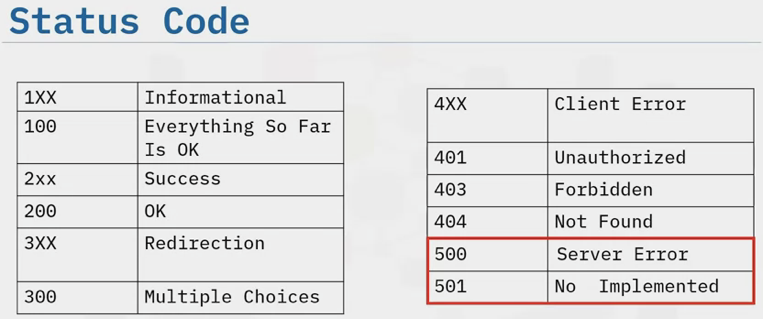 Status Code
1XX Informational
100 Everything So Far
Is OK
2xx Success
200 OK
3XX Redirection
300 Multiple Choices
4XX Client Error
401 Unauthorized
403 Forbidden
404 Not Found
500 Server Error
501 No Implemented